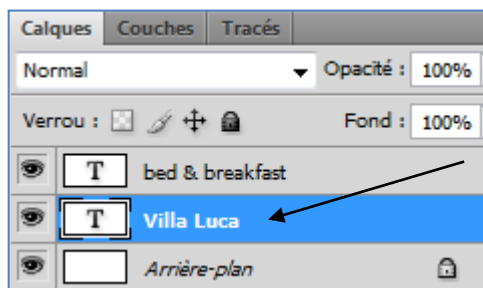 Calques Couches Tracés
Normal Opacité : 100%
Verrou : Fond : 100%
T bed & breakfast
T Villa Luca
Arrière-plan